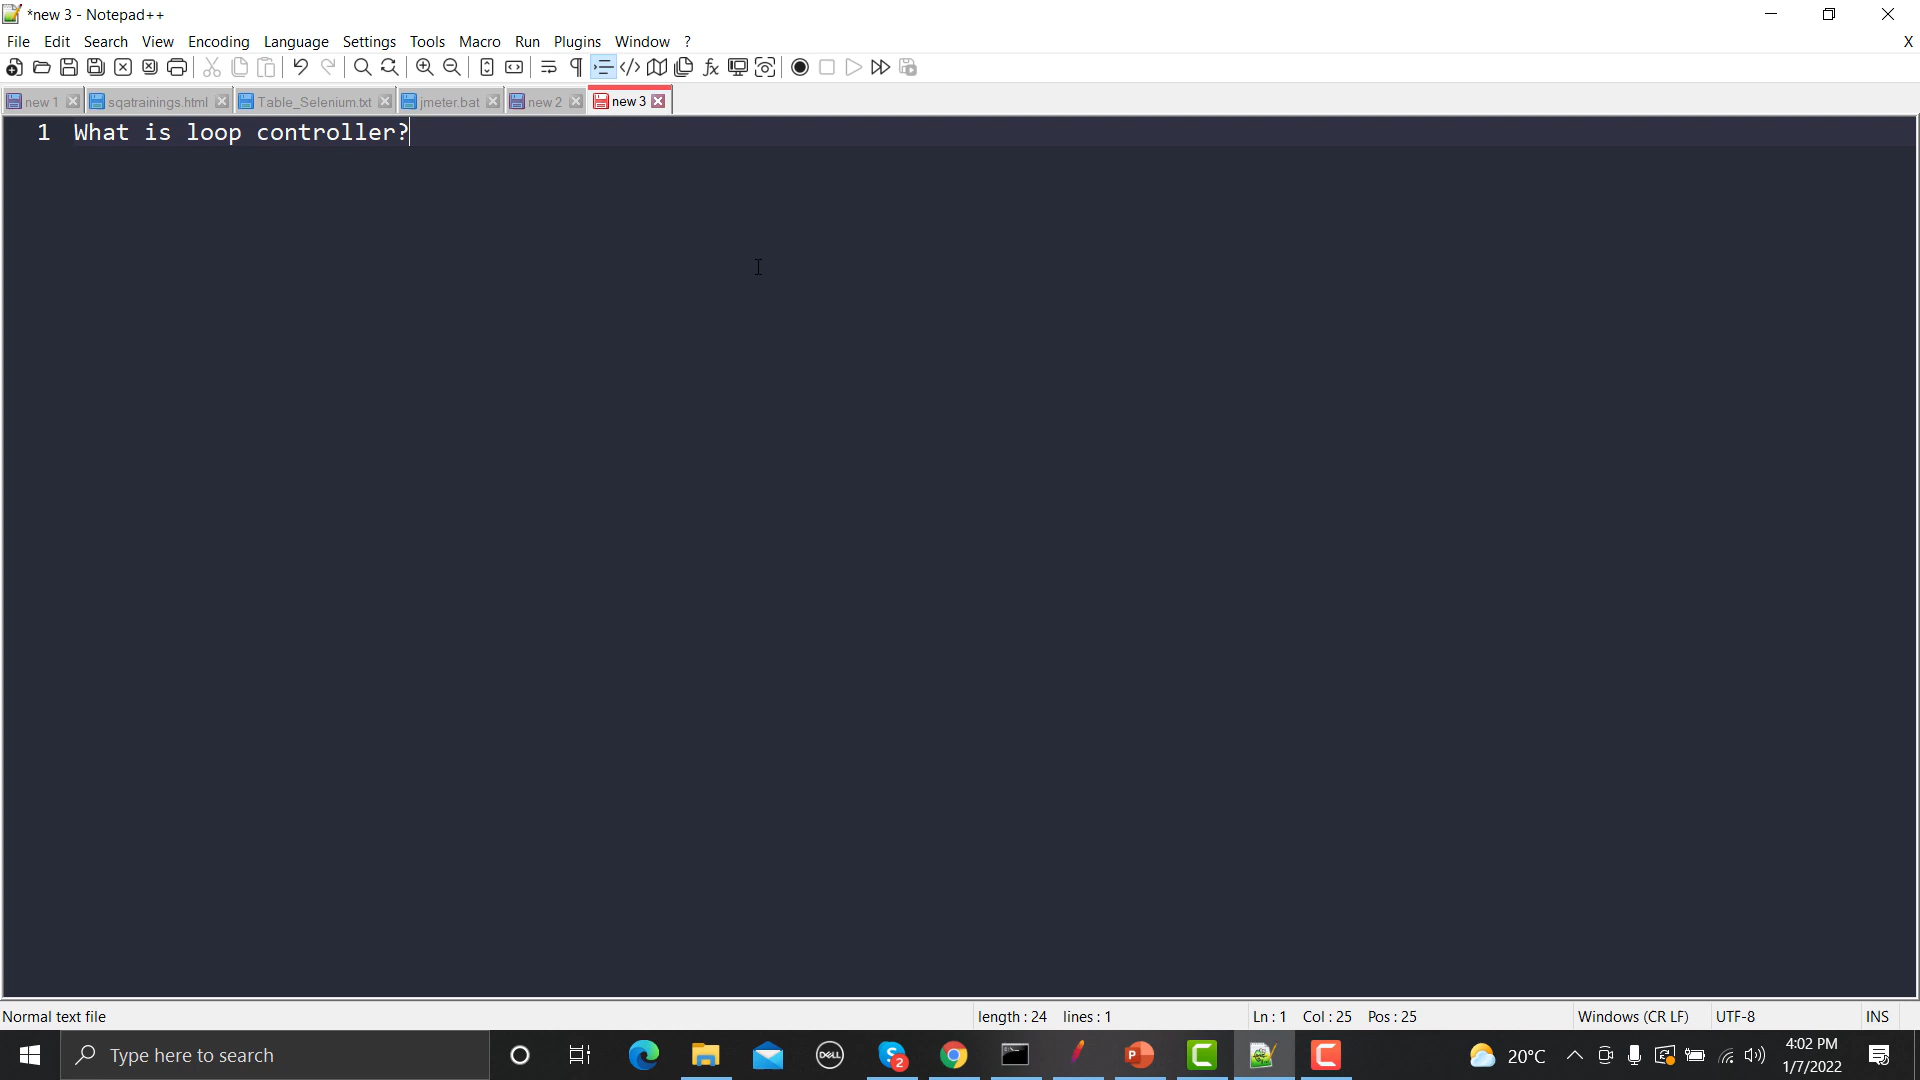 *new 3 - Notepad++
File Edit Search View Encoding Language Settings Tools Macro Run Plugins Window ? X
new 1 sqatrainings.html Table_Selenium.txt jmeter.bat new 2 new 3
1 What is loop controller?
Normal text file length : 24 lines : 1 Ln : 1 Col : 25 Pos : 25 Windows (CR LF) UTF-8 INS
Type here to search DELL 2 20°C 4:02 PM
1/7/2022